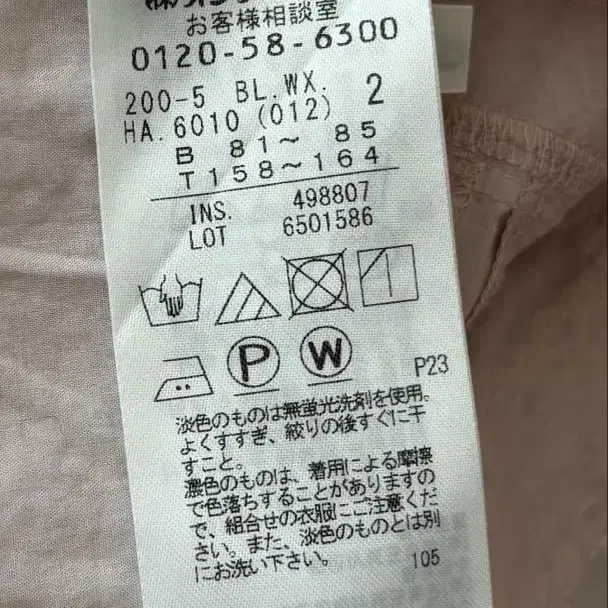 お客様相談室
0120-58-6300
200-5 BL.WX. 2
HA.6010(012)
B 81~ 85
T158~164
INS. 498807
LOT 6501586
P W
P23
淡色のものは無蛍光洗剤を使用。
よくすすぎ、絞りの後すぐに干
すこと。
濃色のものは、着用による摩擦
で色落ちすることがありますの
で、組合せの衣服にご注意くだ
さい。また、淡色のものとは別
にお洗い下さい。
105